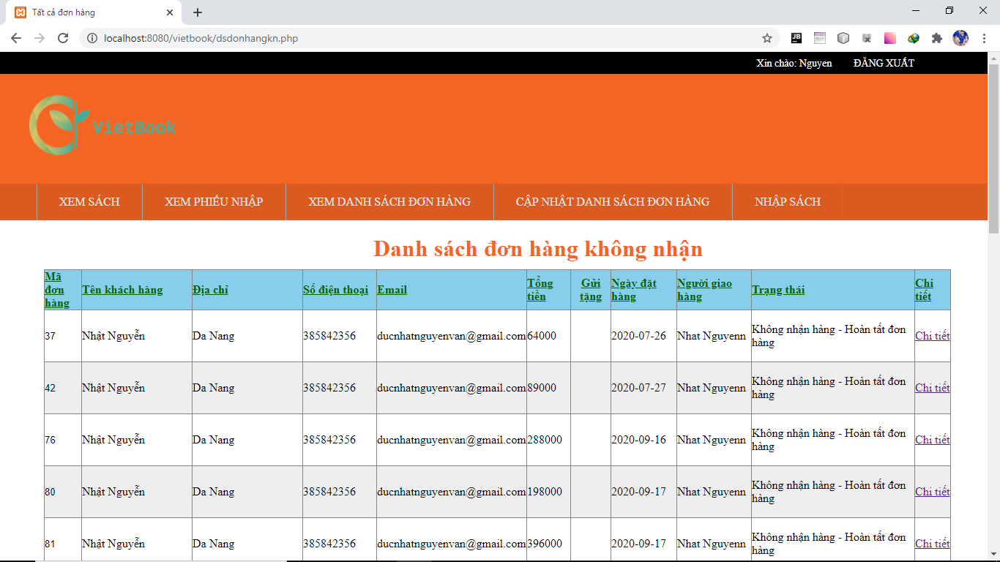 Tất cả đơn hàng
localhost:8080/vietbook/dsdonhangkn.php
Xin chào: Nguyen ĐĂNG XUẤT
VietBook
XEM SÁCH XEM PHIẾU NHẬP XEM DANH SÁCH ĐƠN HÀNG CẬP NHẬT DANH SÁCH ĐƠN HÀNG NHẬP SÁCH
Danh sách đơn hàng không nhận
Mã đơn hàng Tên khách hàng Địa chỉ Số điện thoại Email Tổng tiền Gửi tặng Ngày đặt hàng Người giao hàng Trạng thái Chi tiết
37 Nhật Nguyễn Da Nang 385842356 ducnhatnguyenvan@gmail.com 64000 2020-07-26 Nhat Nguyenn Không nhận hàng - Hoàn tất đơn hàng Chi tiết
42 Nhật Nguyễn Da Nang 385842356 ducnhatnguyenvan@gmail.com 89000 2020-07-27 Nhat Nguyenn Không nhận hàng - Hoàn tất đơn hàng Chi tiết
76 Nhật Nguyễn Da Nang 385842356 ducnhatnguyenvan@gmail.com 288000 2020-09-16 Nhat Nguyenn Không nhận hàng - Hoàn tất đơn hàng Chi tiết
80 Nhật Nguyễn Da Nang 385842356 ducnhatnguyenvan@gmail.com 198000 2020-09-17 Nhat Nguyenn Không nhận hàng - Hoàn tất đơn hàng Chi tiết
81 Nhật Nguyễn Da Nang 385842356 ducnhatnguyenvan@gmail.com 396000 2020-09-17 Nhat Nguyenn Không nhận hàng - Hoàn tất đơn hàng Chi tiết